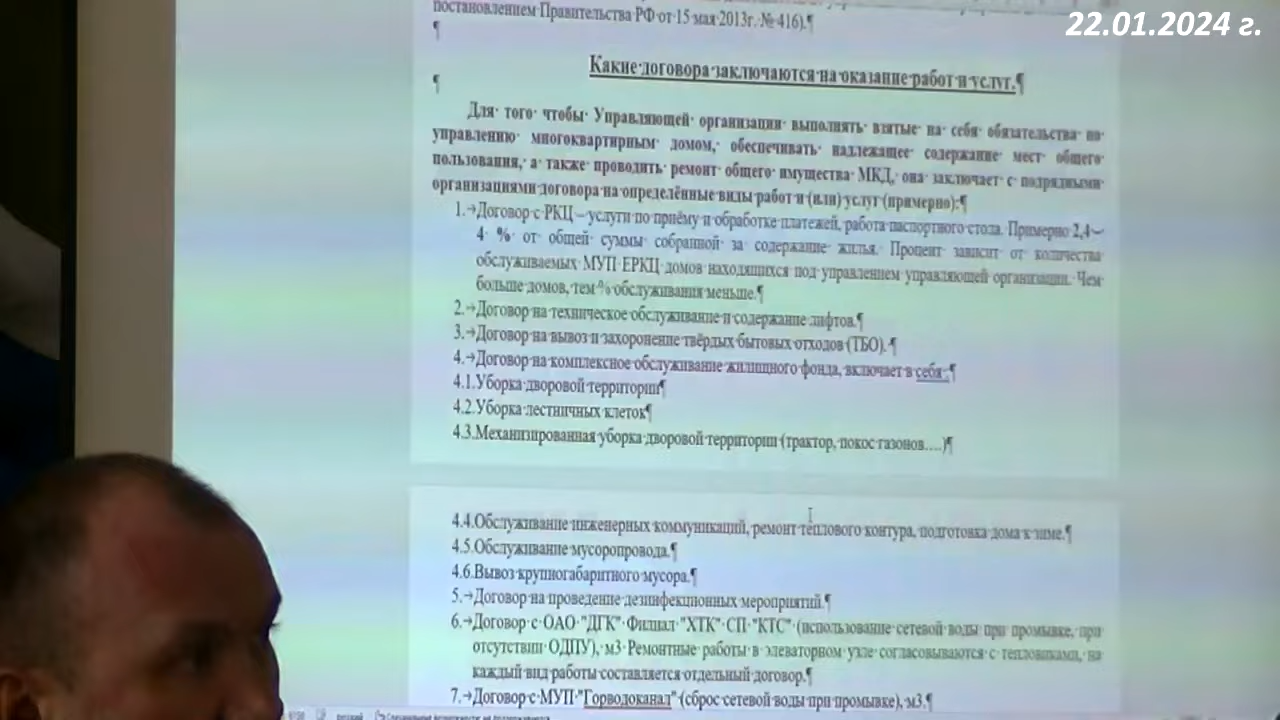 22.01.2024 г.
постановлением Правительства РФ от 15 мая 2013г. № 416).¶
¶
Какие договора заключаются на оказание работ и услуг.¶
¶
Для того чтобы Управляющей организации выполнять взятые на себя обязательства по
управлению многоквартирным домом, обеспечивать надлежащее содержание мест общего
пользования, а также проводить ремонт общего имущества МКД, она заключает с подрядными
организациями договора на определённые виды работ и (или) услуг (примерно):¶
1.→Договор с РКЦ – услуги по приёму и обработке платежей, работа паспортного стола. Примерно 2,4 –
4 % от общей суммы собранной за содержание жилья. Процент зависит от количества
обслуживаемых МУП ЕРКЦ домов находящихся под управлением управляющей организации. Чем
больше домов, тем % обслуживания меньше.¶
2.→Договор на техническое обслуживание и содержание лифтов.¶
3.→Договор на вывоз и захоронение твёрдых бытовых отходов (ТБО).¶
4.→Договор на комплексное обслуживание жилищного фонда, включает в себя:¶
4.1.Уборка дворовой территории¶
4.2.Уборка лестничных клеток¶
4.3.Механизированная уборка дворовой территории (трактор, покос газонов….)¶
4.4.Обслуживание инженерных коммуникаций, ремонт теплового контура, подготовка дома к зиме.¶
4.5.Обслуживание мусоропровода.¶
4.6.Вывоз крупногабаритного мусора.¶
5.→Договор на проведение дезинфекционных мероприятий.¶
6.→Договор с ОАО "ДГК" Филиал "ХТК" СП "КТС" (использование сетевой воды при промывке, при
отсутствии ОДПУ), м3 Ремонтные работы в элеваторном узле согласовываются с тепловиками, на
каждый вид работы составляется отдельный договор.¶
7.→Договор с МУП "Горводоканал" (сброс сетевой воды при промывке), м3.¶